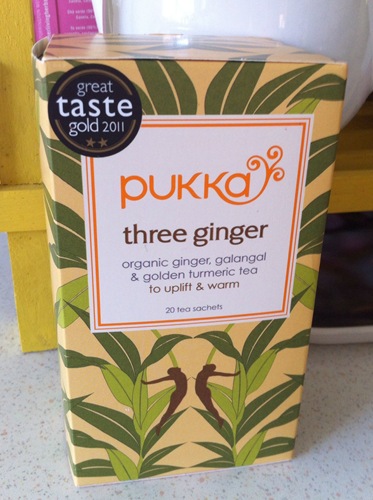 great
taste
gold 2011
pukka
three ginger
organic ginger, galangal
& golden turmeric tea
to uplift & warm
20 tea sachets